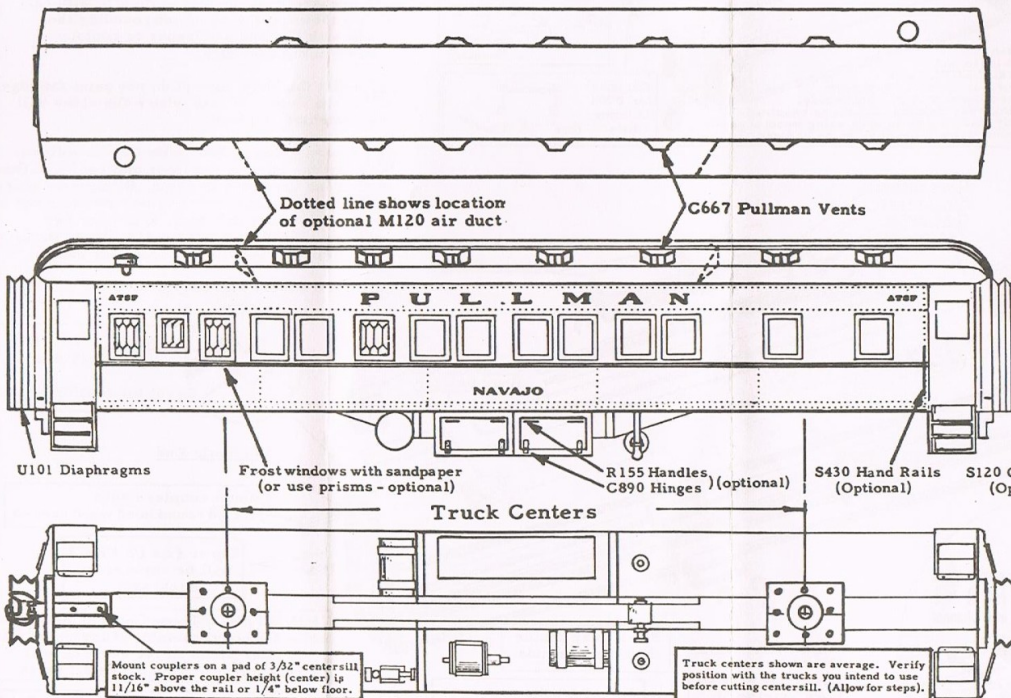 Dotted line shows location
of optional M120 air duct
C667 Pullman Vents
ATSF
PULLMAN
ATSF
NAVAJO
U101 Diaphragms
Frost windows with sandpaper
(or use prisms - optional)
R155 Handles
C890 Hinges
) (optional)
S430 Hand Rails
(Optional)
S120
Truck Centers
Mount couplers on a pad of 3/32" centersill
stock. Proper coupler height (center) is
11/16" above the rail or 1/4" below floor.
Truck centers shown are average. Verify
position with the trucks you intend to use
before cutting centersill. (Allow for steps).